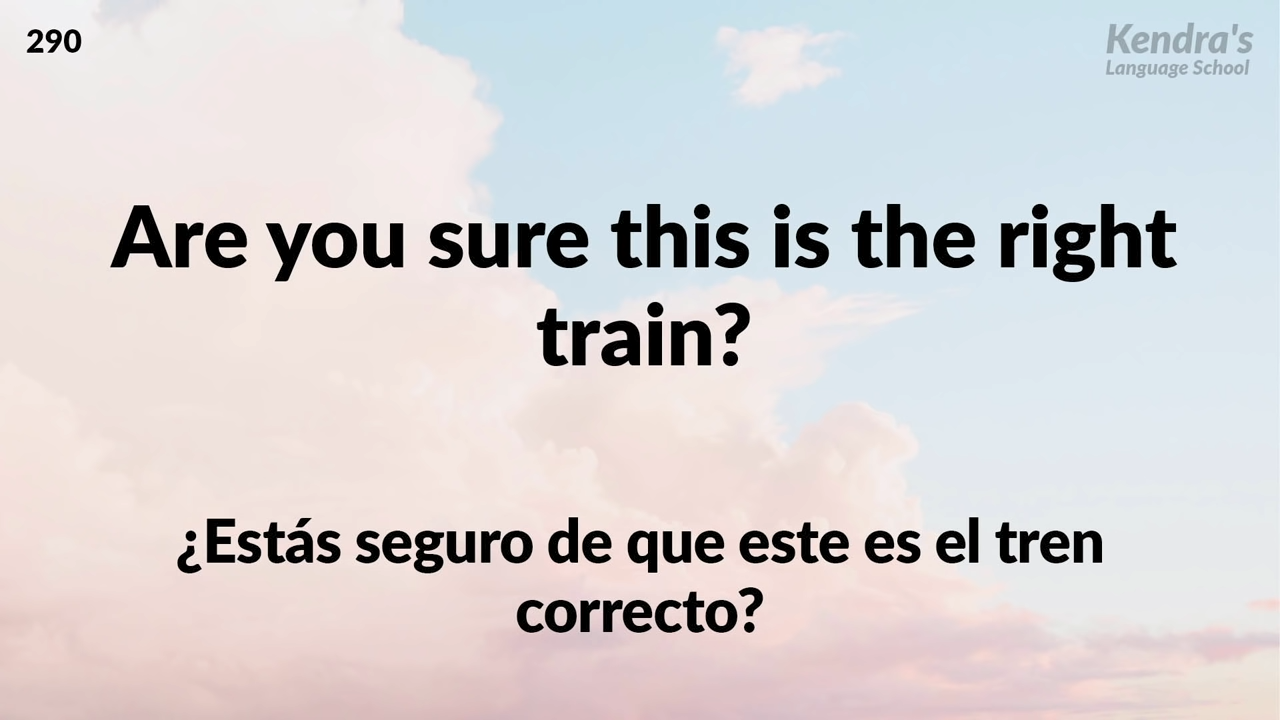 290
Kendra's
Language School
Are you sure this is the right
train?
¿Estás seguro de que este es el tren
correcto?